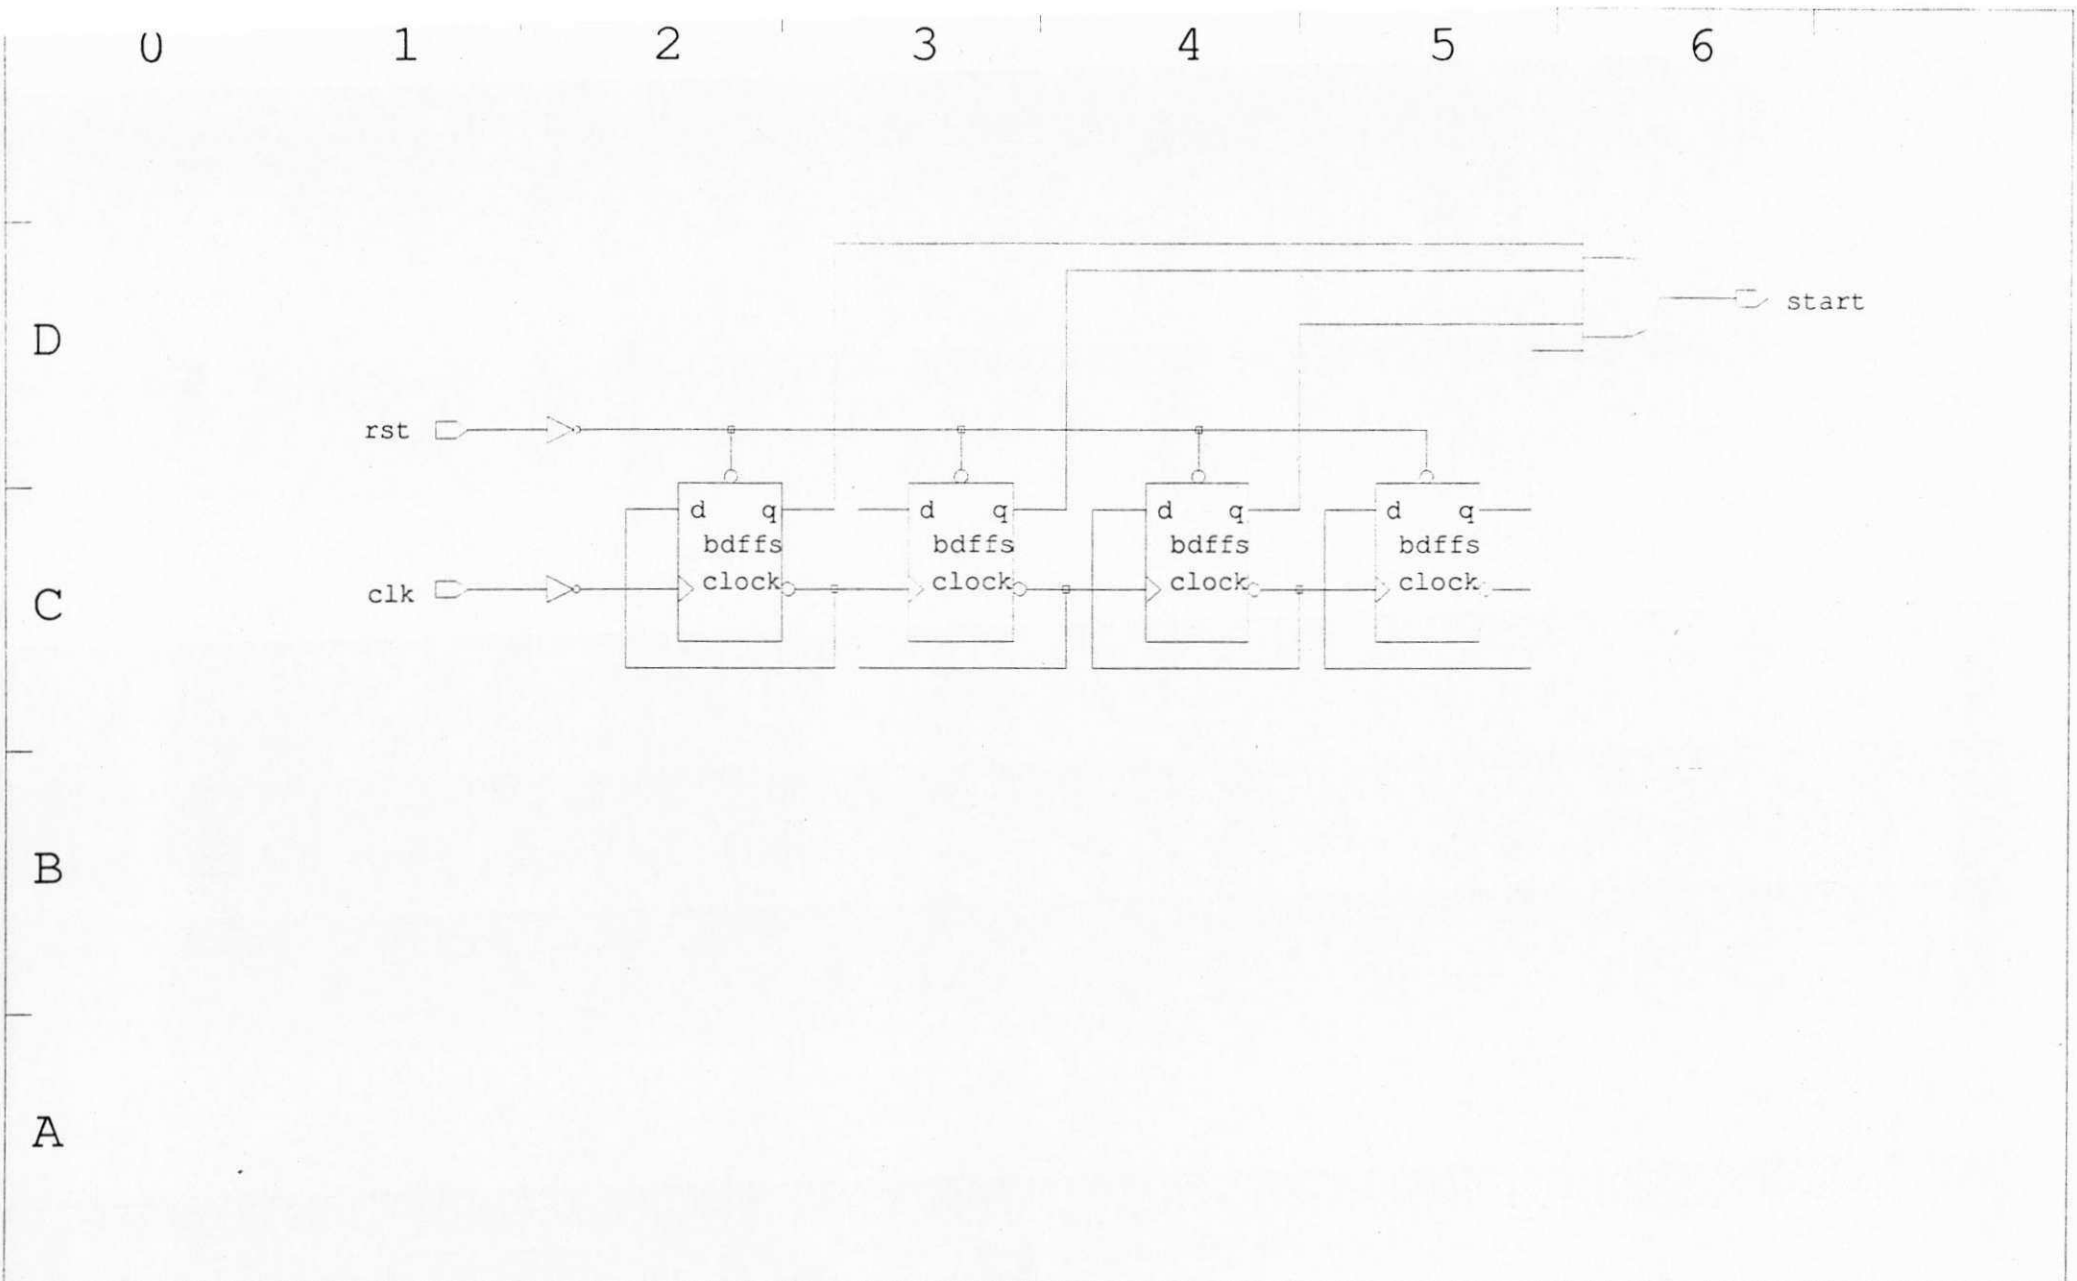 0 1 2 3 4 5 6
start
D
rst
d q d q d q d q
bdffs bdffs bdffs bdffs
clock clock clock clock
clk
C
B
A